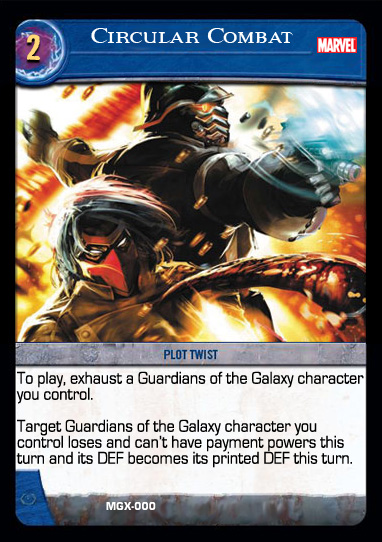 2
Circular Combat
MARVEL
PLOT TWIST
To play, exhaust a Guardians of the Galaxy character
you control.
Target Guardians of the Galaxy character you
control loses and can't have payment powers this
turn and its DEF becomes its printed DEF this turn.
MGX-000